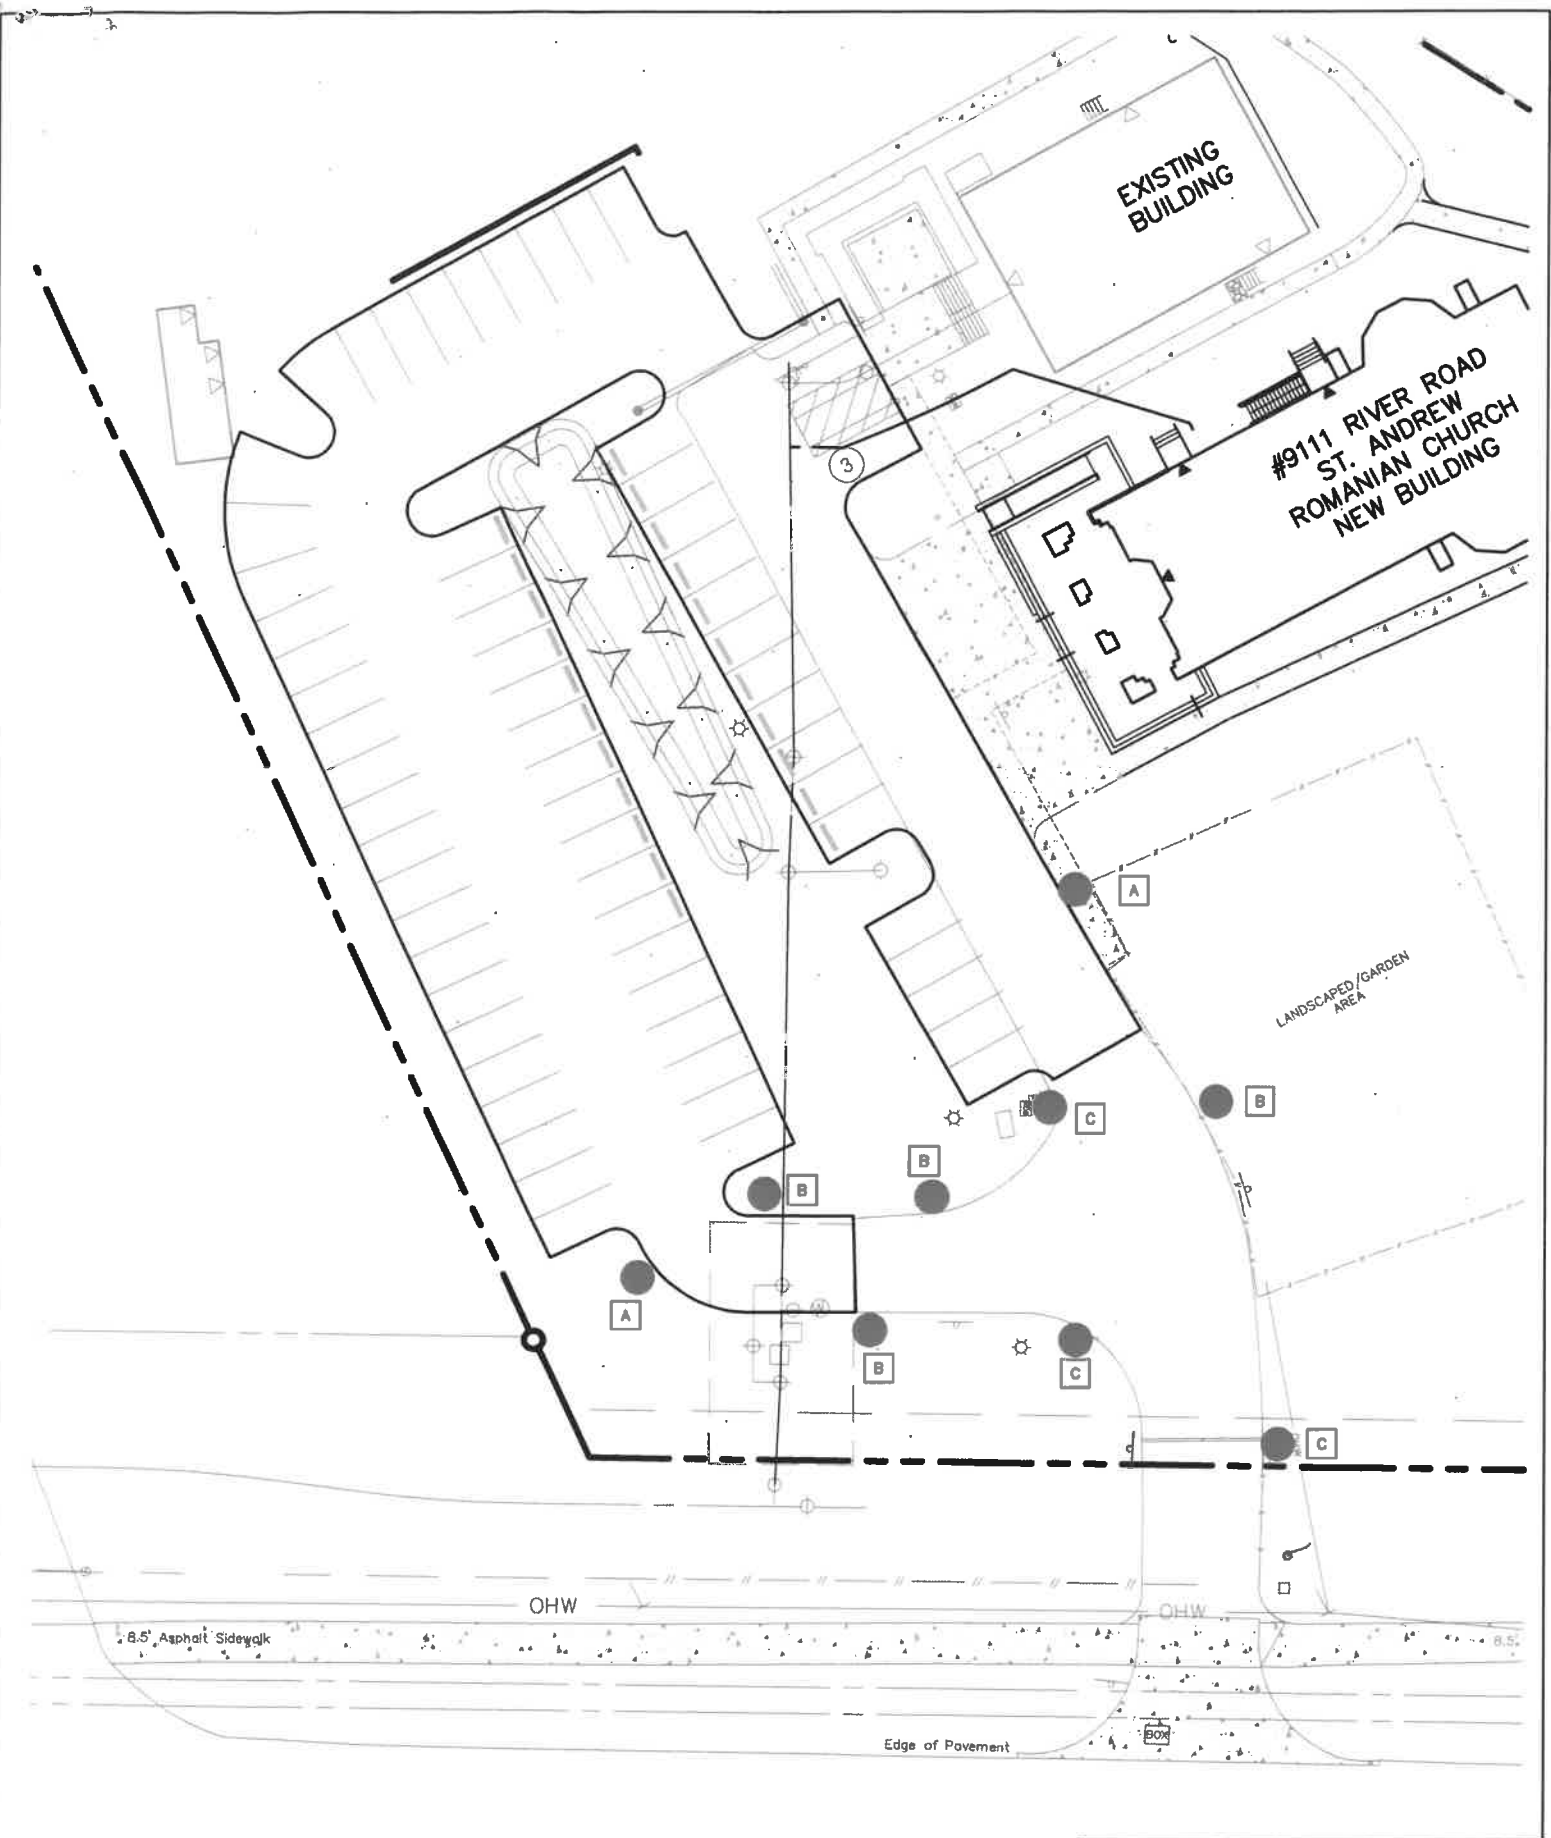 EXISTING
BUILDING
#9111 RIVER ROAD
ST. ANDREW
ROMANIAN CHURCH
NEW BUILDING
3
A
LANDSCAPED/GARDEN
AREA
B
C
B
B
A
B
C
C
OHW
OHW
8.5' Asphalt Sidewalk
8.5'
BOX
Edge of Pavement